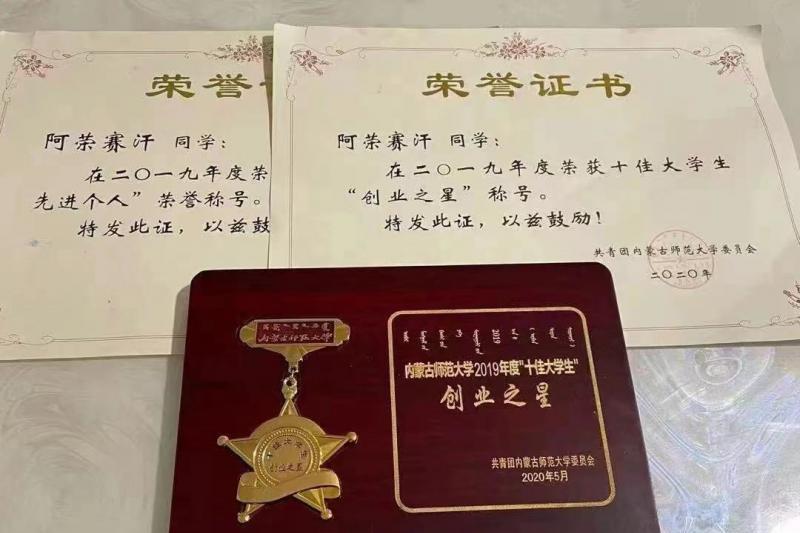 荣誉
阿荣赛汗 同学：
在二〇一九年度荣
先进个人”荣誉称号。
特发此证，以兹鼓
荣誉证书
阿荣赛汗 同学：
在二〇一九年度荣获十佳大学生
“创业之星”称号。
特发此证，以兹鼓励！
共青团内蒙古师范大学委员会
二〇二〇年
内蒙古师范大学
创业之星
内蒙古师范大学2019年度“十佳大学生”
创业之星
共青团内蒙古师范大学委员会
2020年5月